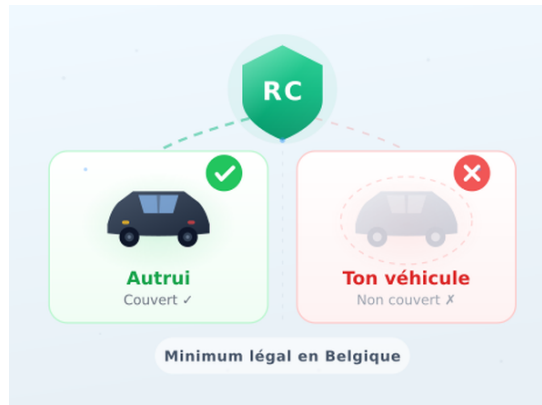 RC
Autrui
Couvert ✓
Ton véhicule
Non couvert ✗
Minimum légal en Belgique